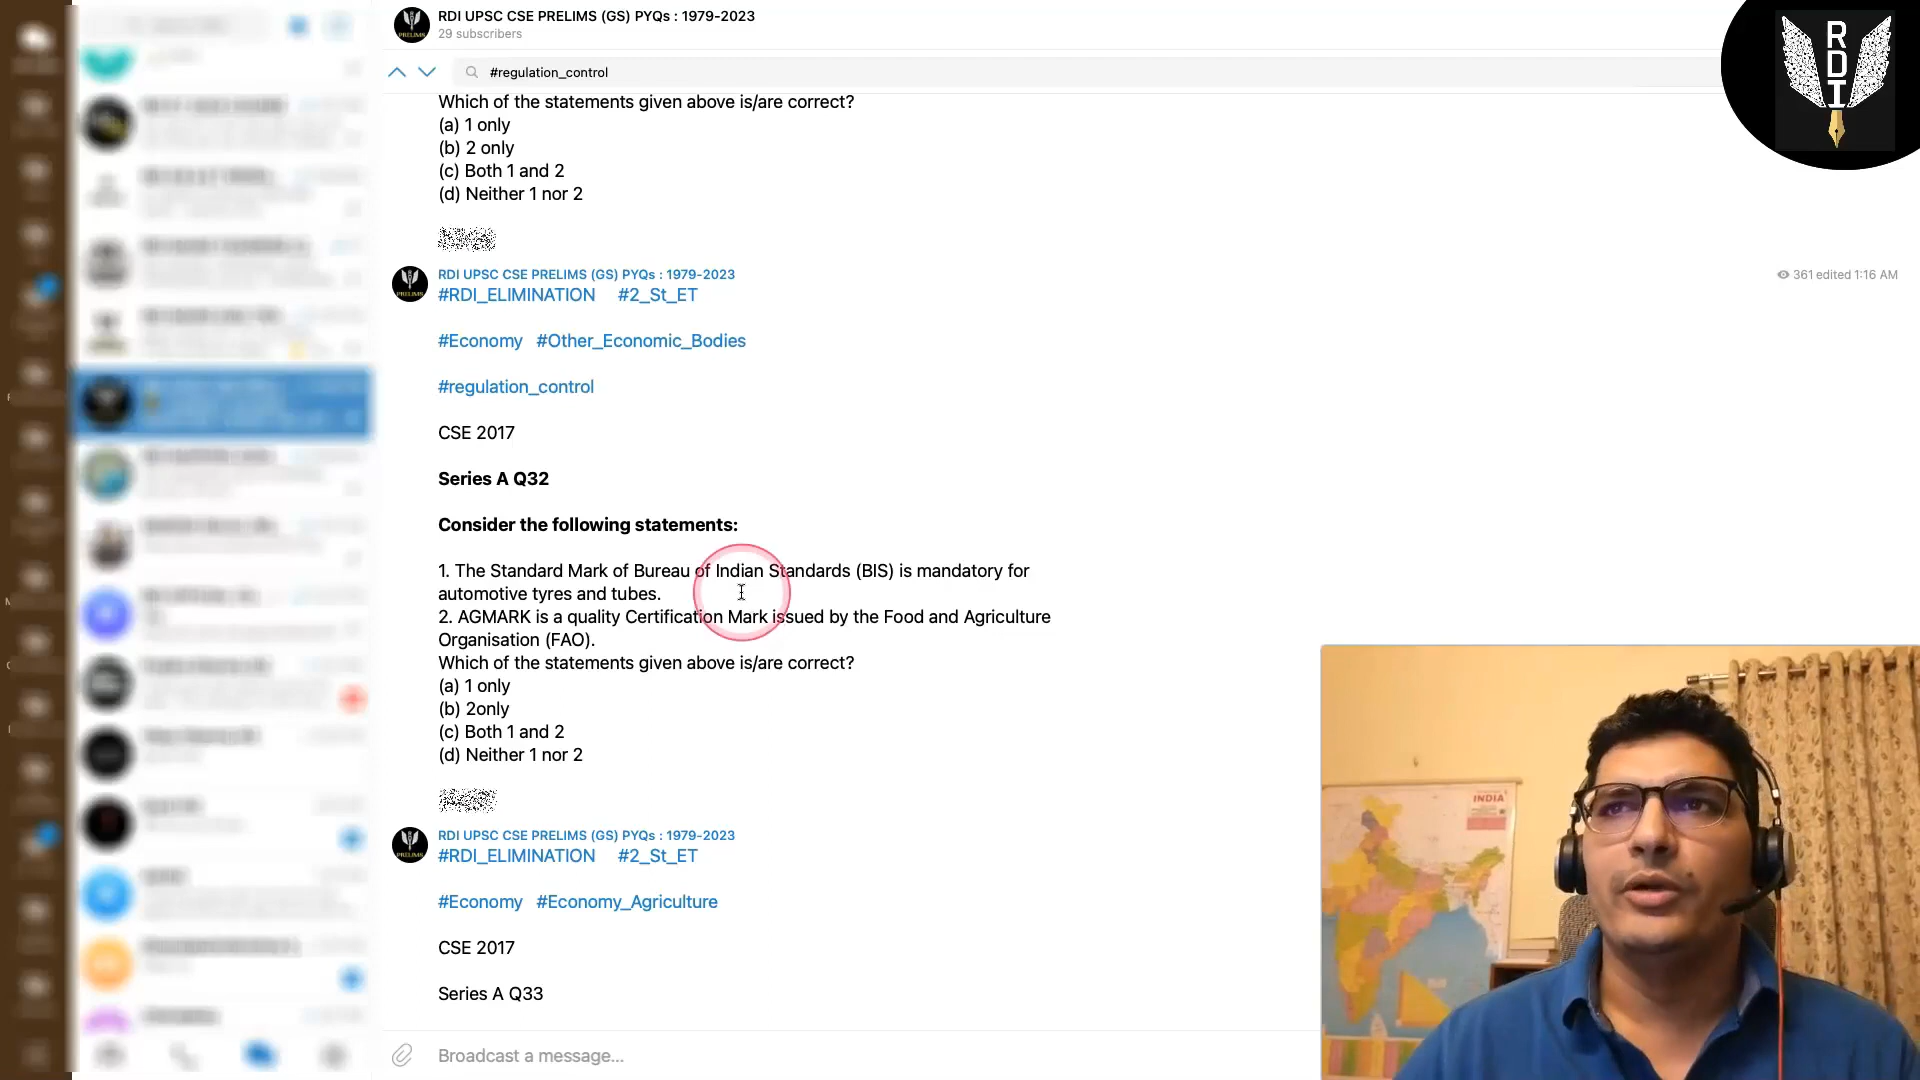 RDI UPSC CSE PRELIMS (GS) PYQs : 1979-2023
29 subscribers
#regulation_control
RDI
Which of the statements given above is/are correct?
(a) 1 only
(b) 2 only
(c) Both 1 and 2
(d) Neither 1 nor 2
RDI UPSC CSE PRELIMS (GS) PYQs : 1979-2023
361 edited 1:16 AM
#RDI_ELIMINATION #2_St_ET
#Economy #Other_Economic_Bodies
#regulation_control
CSE 2017
Series A Q32
Consider the following statements:
1. The Standard Mark of Bureau of Indian Standards (BIS) is mandatory for
automotive tyres and tubes.
2. AGMARK is a quality Certification Mark issued by the Food and Agriculture
Organisation (FAO).
Which of the statements given above is/are correct?
(a) 1 only
(b) 2only
(c) Both 1 and 2
(d) Neither 1 nor 2
RDI UPSC CSE PRELIMS (GS) PYQs : 1979-2023
#RDI_ELIMINATION #2_St_ET
#Economy #Economy_Agriculture
CSE 2017
Series A Q33
Broadcast a message...
INDIA